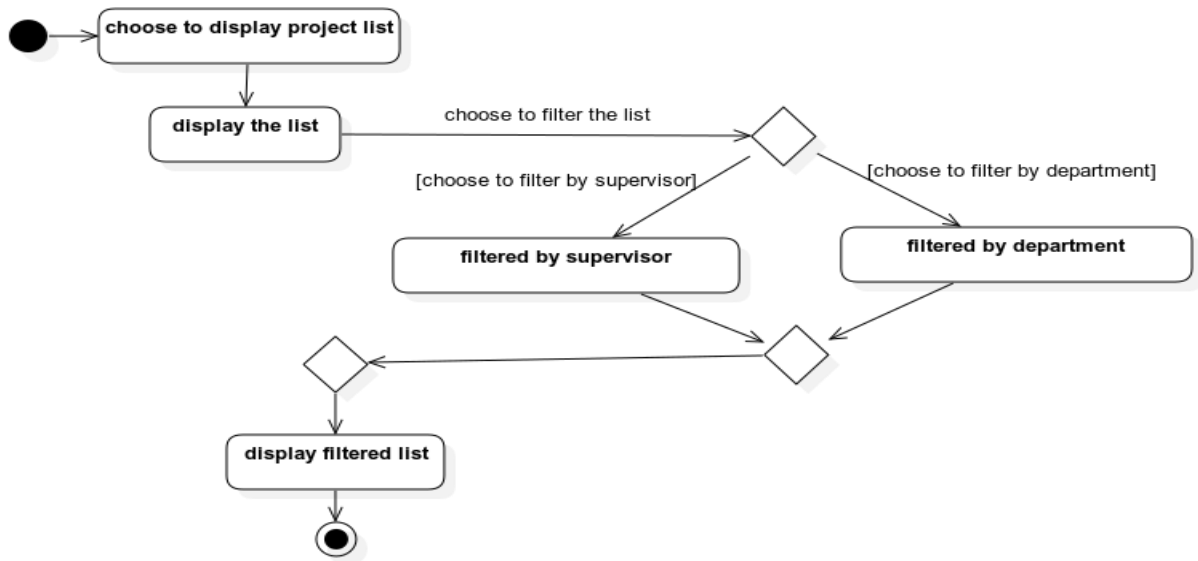 choose to display project list
display the list
choose to filter the list
[choose to filter by supervisor]
[choose to filter by department]
filtered by supervisor
filtered by department
display filtered list